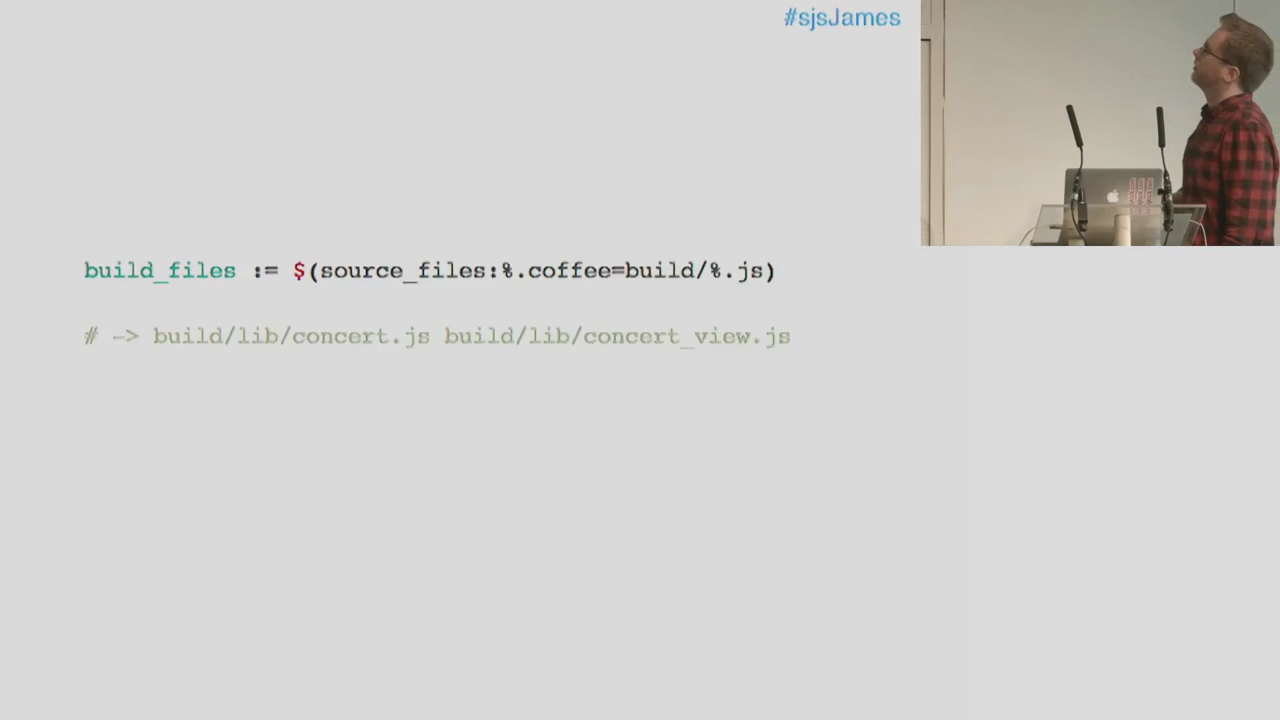 #sjsJames
build_files := $(source_files:%.coffee=build/%.js)
# -> build/lib/concert.js build/lib/concert_view.js